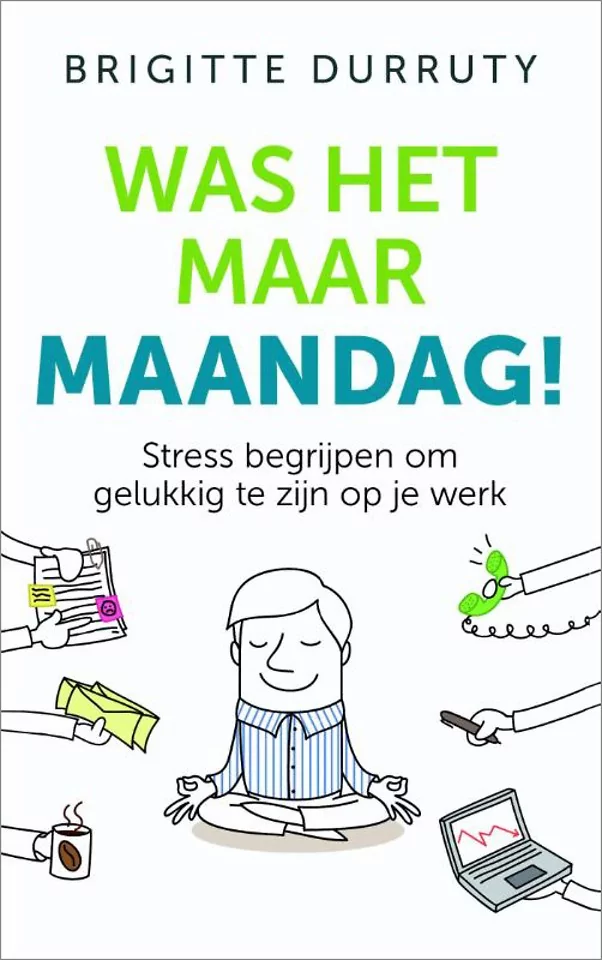 BRIGITTE DURRUTY
WAS HET
MAAR
MAANDAG!
Stress begrijpen om
gelukkig te zijn op je werk